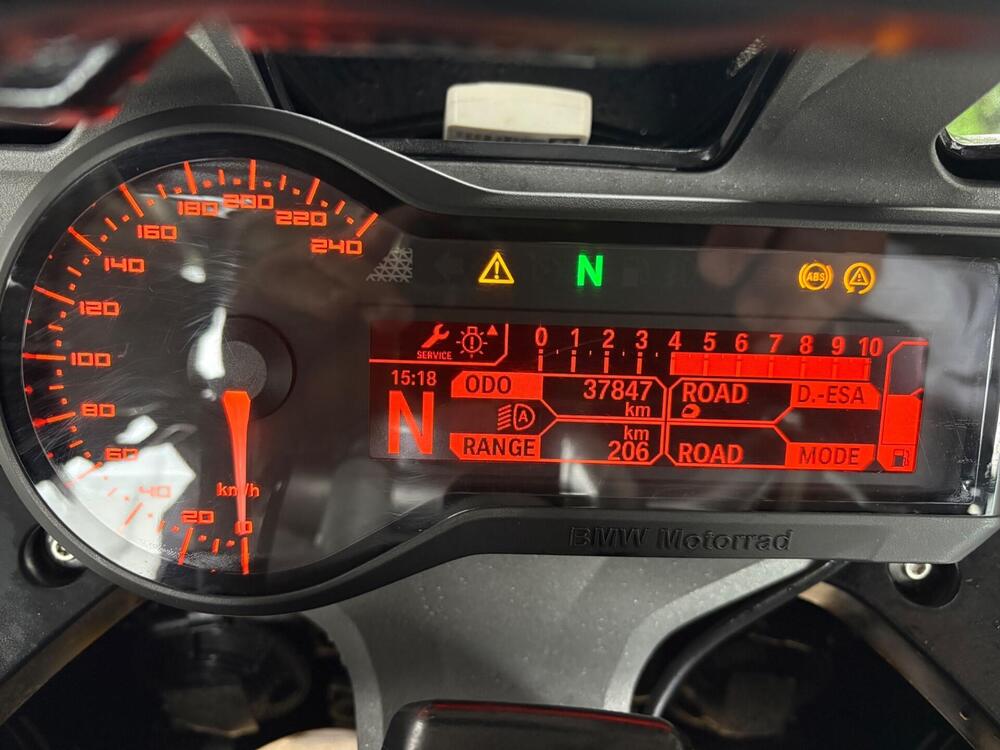 240
220
200
180
160
140
120
100
80
60
40
20
0
km/h
N
ABS
SERVICE
0 1 2 3 4 5 6 7 8 9 10
15:18
N
ODO 37847 km
A
RANGE km 206
ROAD D.-ESA
ROAD MODE
BMW Motorrad